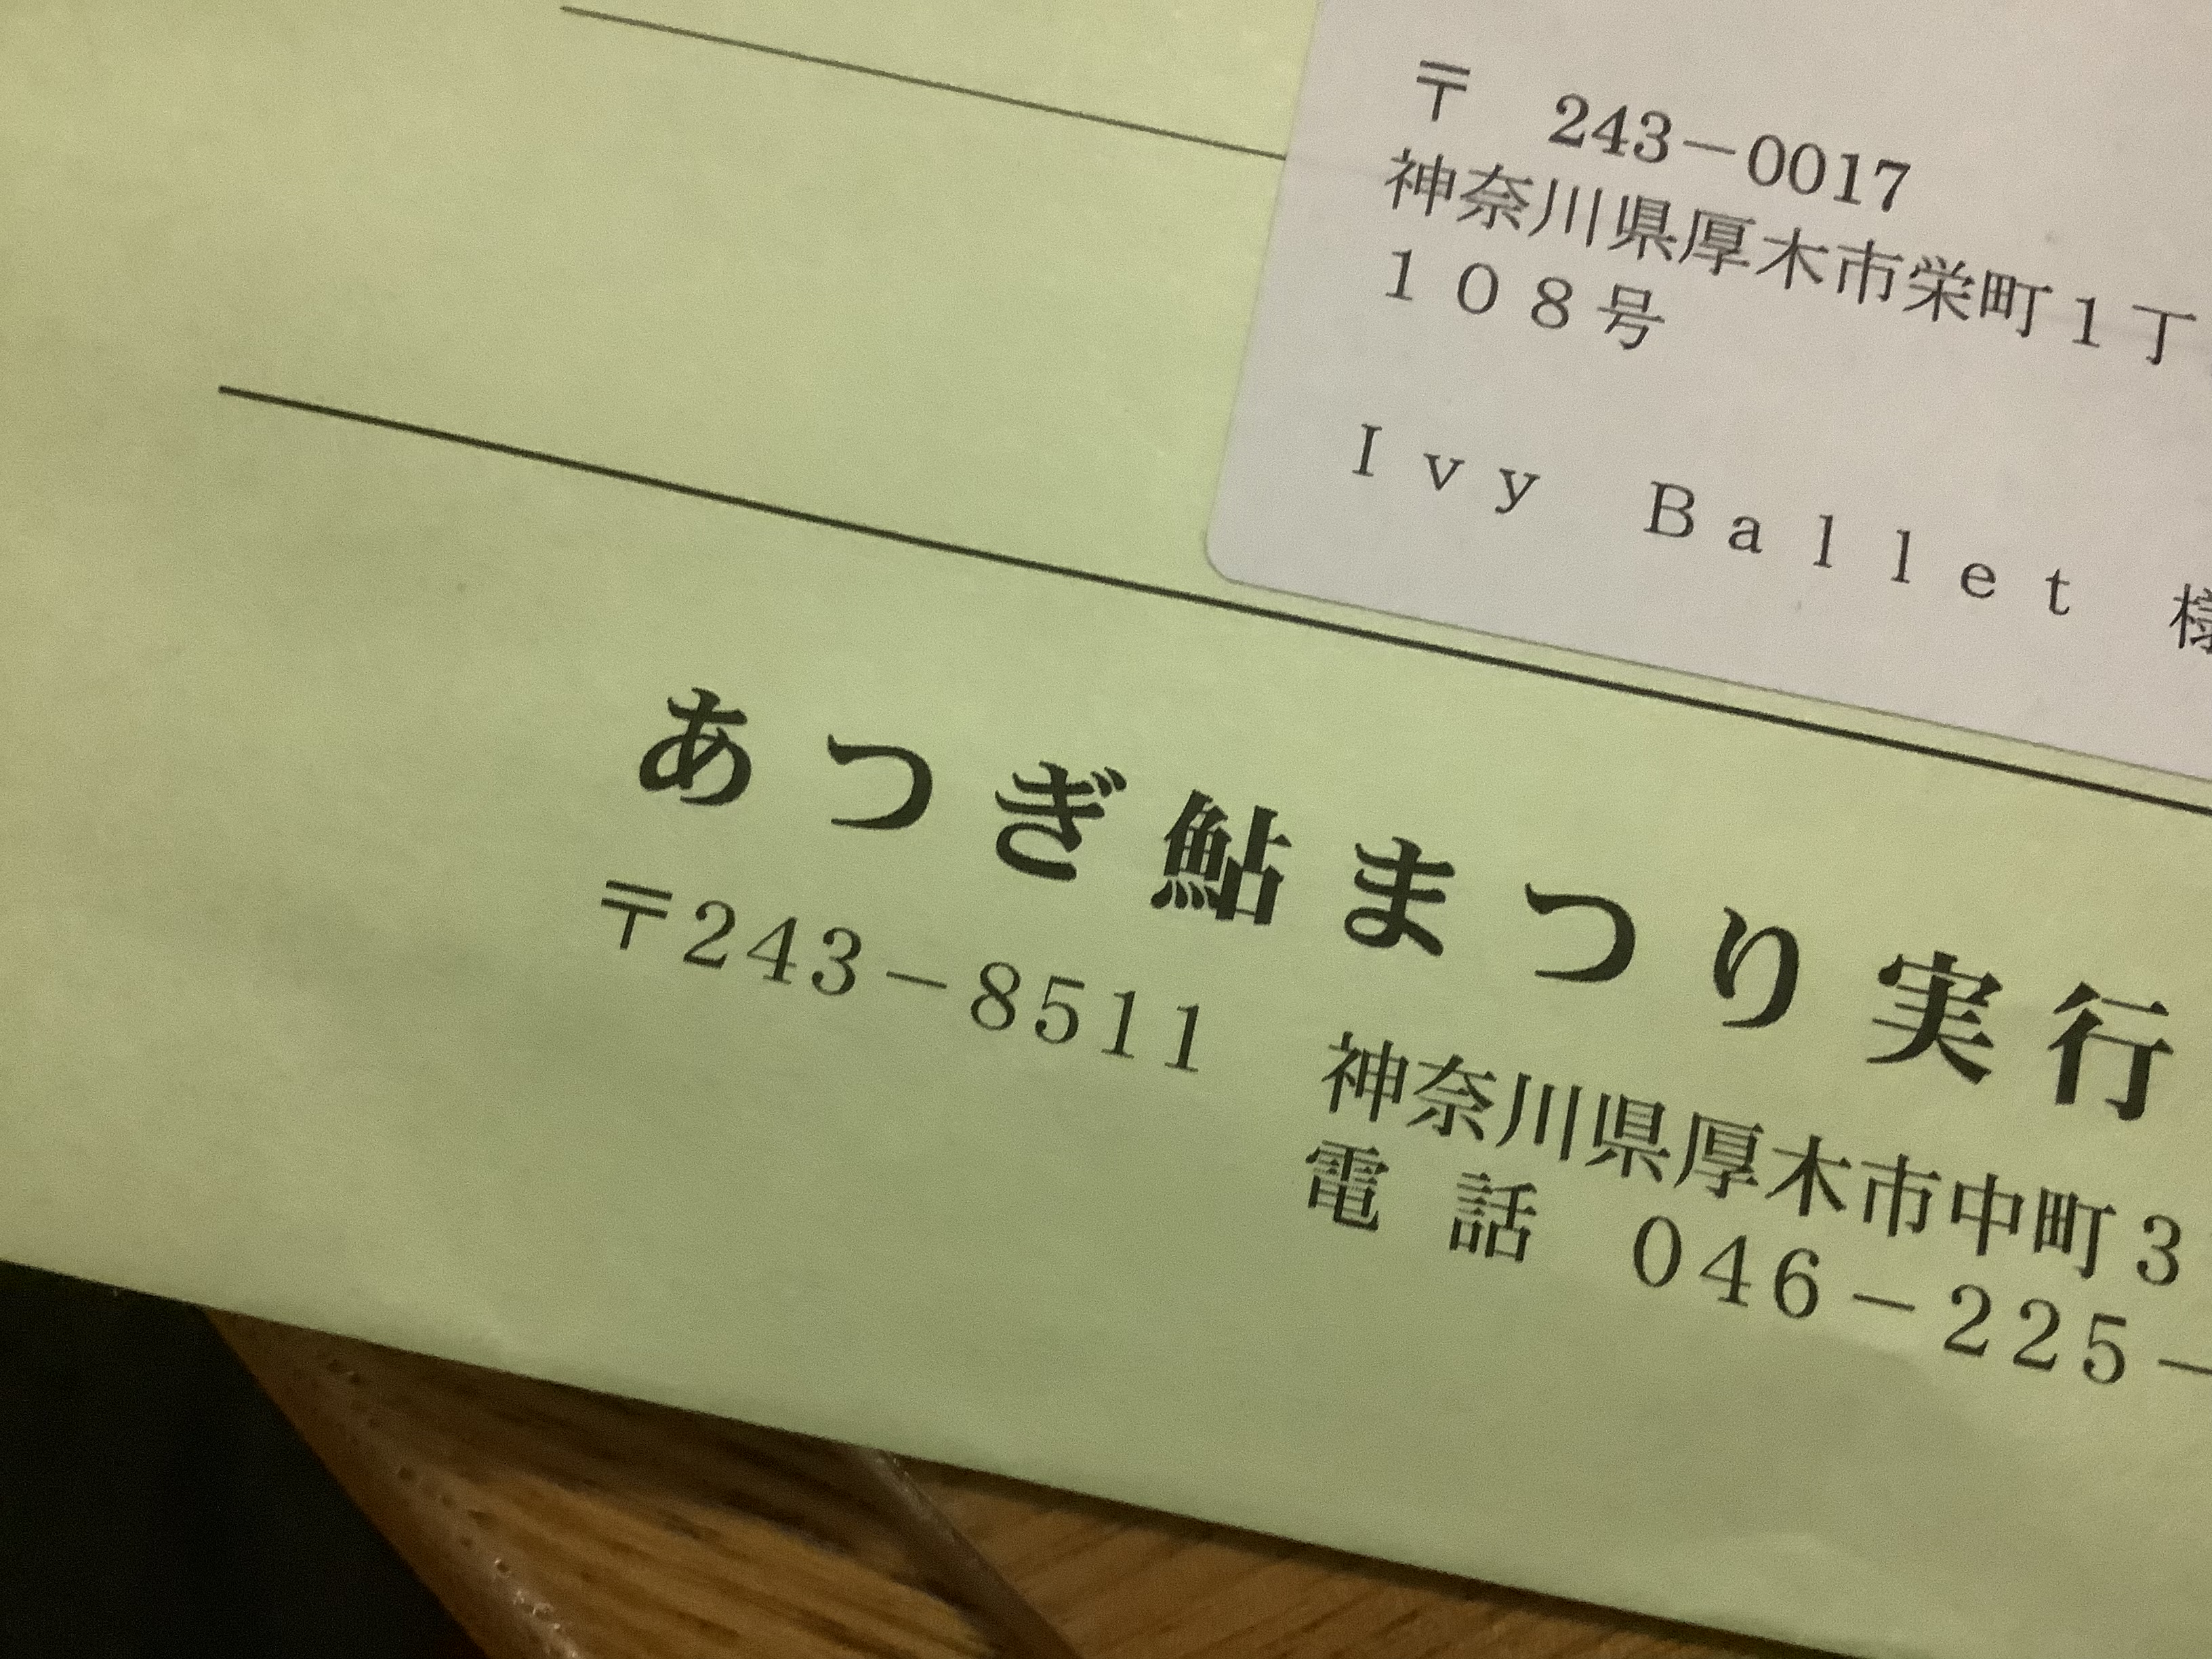 〒 243－0017
神奈川県厚木市栄町１丁
１０８号
Ｉｖｙ Ｂａｌｌｅｔ 様
あつぎ鮎まつり実行
〒243－8511 神奈川県厚木市中町３
電話 046－225－